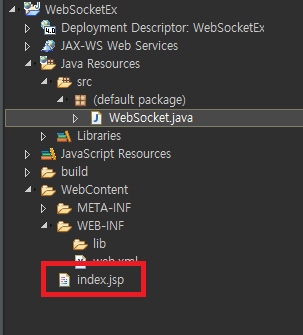 WebSocketEx
Deployment Descriptor: WebSocketEx
JAX-WS Web Services
Java Resources
src
(default package)
WebSocket.java
Libraries
JavaScript Resources
build
WebContent
META-INF
WEB-INF
lib
web.xml
index.jsp